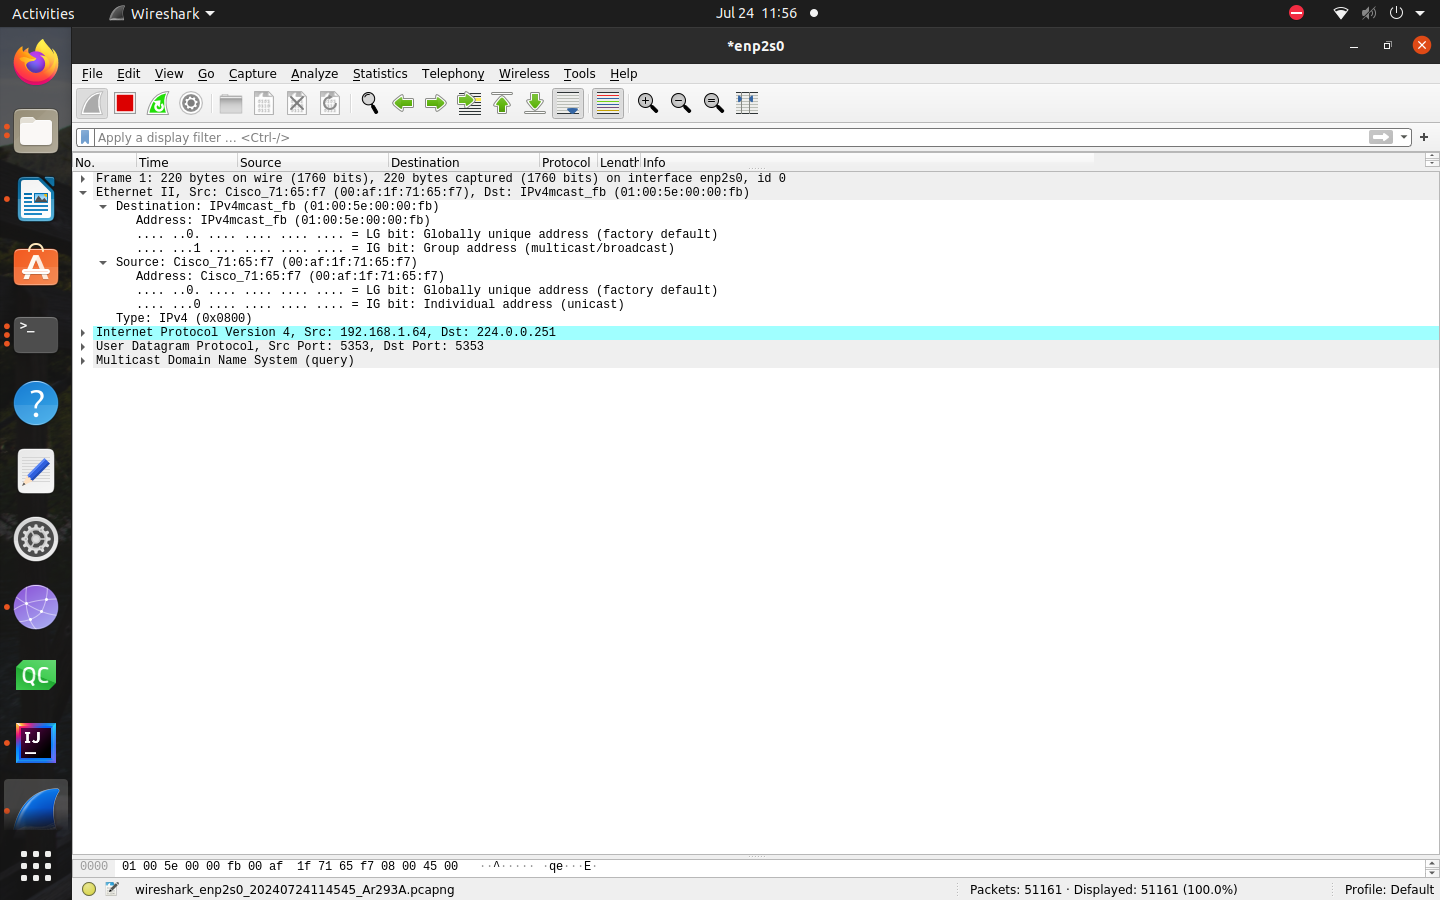 Activities Wireshark Jul 24 11:56
*enp2s0
File Edit View Go Capture Analyze Statistics Telephony Wireless Tools Help
Apply a display filter … <Ctrl-/>
No. Time Source Destination Protocol Length Info
Frame 1: 220 bytes on wire (1760 bits), 220 bytes captured (1760 bits) on interface enp2s0, id 0
Ethernet II, Src: Cisco_71:65:f7 (00:af:1f:71:65:f7), Dst: IPv4mcast_fb (01:00:5e:00:00:fb)
Destination: IPv4mcast_fb (01:00:5e:00:00:fb)
Address: IPv4mcast_fb (01:00:5e:00:00:fb)
.... ..0. .... .... .... .... = LG bit: Globally unique address (factory default)
.... ...1 .... .... .... .... = IG bit: Group address (multicast/broadcast)
Source: Cisco_71:65:f7 (00:af:1f:71:65:f7)
Address: Cisco_71:65:f7 (00:af:1f:71:65:f7)
.... ..0. .... .... .... .... = LG bit: Globally unique address (factory default)
.... ...0 .... .... .... .... = IG bit: Individual address (unicast)
Type: IPv4 (0x0800)
Internet Protocol Version 4, Src: 192.168.1.64, Dst: 224.0.0.251
User Datagram Protocol, Src Port: 5353, Dst Port: 5353
Multicast Domain Name System (query)
QC
IJ
0000 01 00 5e 00 00 fb 00 af 1f 71 65 f7 08 00 45 00 ··^····· ·qe···E·
wireshark_enp2s0_20240724114545_Ar293A.pcapng Packets: 51161 · Displayed: 51161 (100.0%) Profile: Default